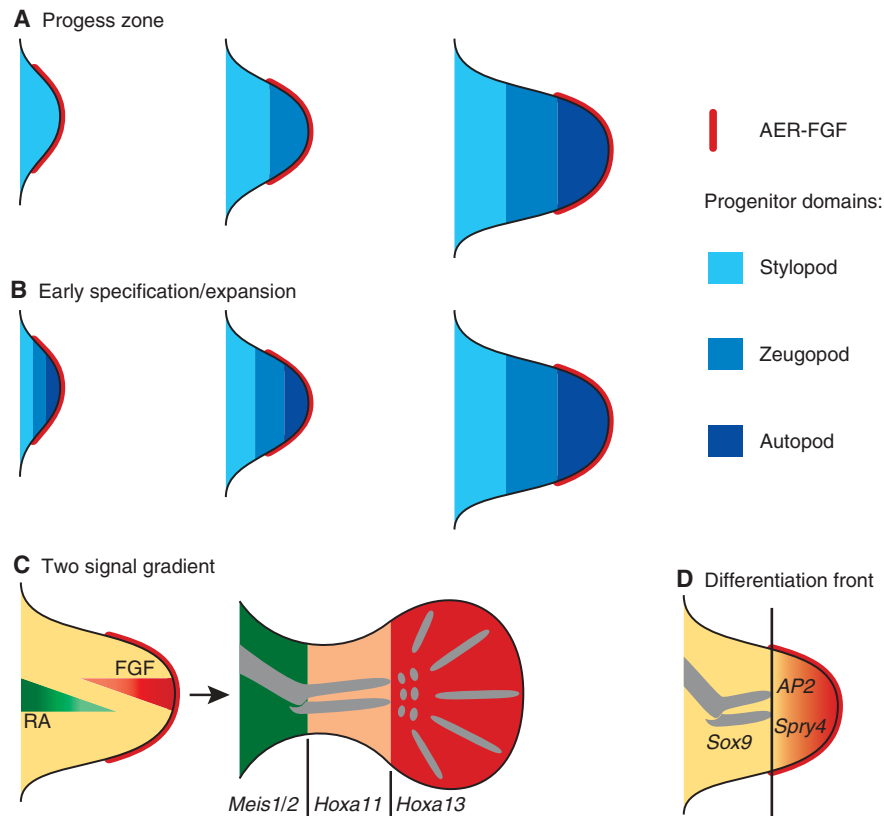 A Progess zone
AER-FGF
Progenitor domains:
Stylopod
Zeugopod
Autopod
B Early specification/expansion
C Two signal gradient
FGF
RA
Meis1/2 Hoxa11 Hoxa13
D Differentiation front
AP2
Spry4
Sox9